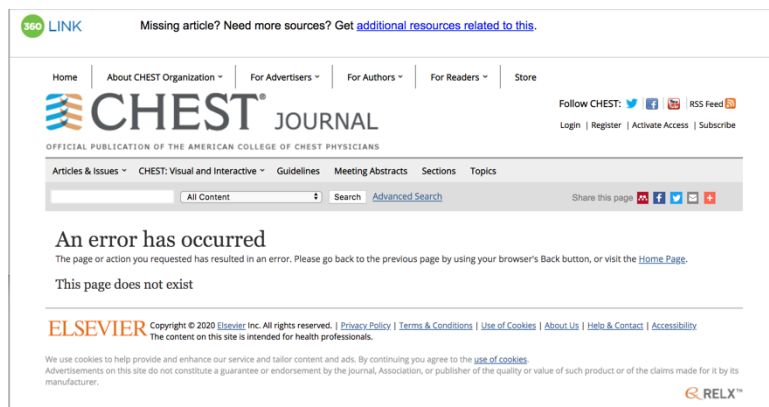 360 LINK Missing article? Need more sources? Get additional resources related to this.
Home About CHEST Organization For Advertisers For Authors For Readers Store
CHEST® JOURNAL
Follow CHEST: RSS Feed
Login | Register | Activate Access | Subscribe
OFFICIAL PUBLICATION OF THE AMERICAN COLLEGE OF CHEST PHYSICIANS
Articles & Issues CHEST: Visual and Interactive Guidelines Meeting Abstracts Sections Topics
All Content Search Advanced Search Share this page
An error has occurred
The page or action you requested has resulted in an error. Please go back to the previous page by using your browser's Back button, or visit the Home Page.
This page does not exist
ELSEVIER Copyright © 2020 Elsevier Inc. All rights reserved. | Privacy Policy | Terms & Conditions | Use of Cookies | About Us | Help & Contact | Accessibility
The content on this site is intended for health professionals.
We use cookies to help provide and enhance our service and tailor content and ads. By continuing you agree to the use of cookies.
Advertisements on this site do not constitute a guarantee or endorsement by the journal, Association, or publisher of the quality or value of such product or of the claims made for it by its
manufacturer.
RELX™